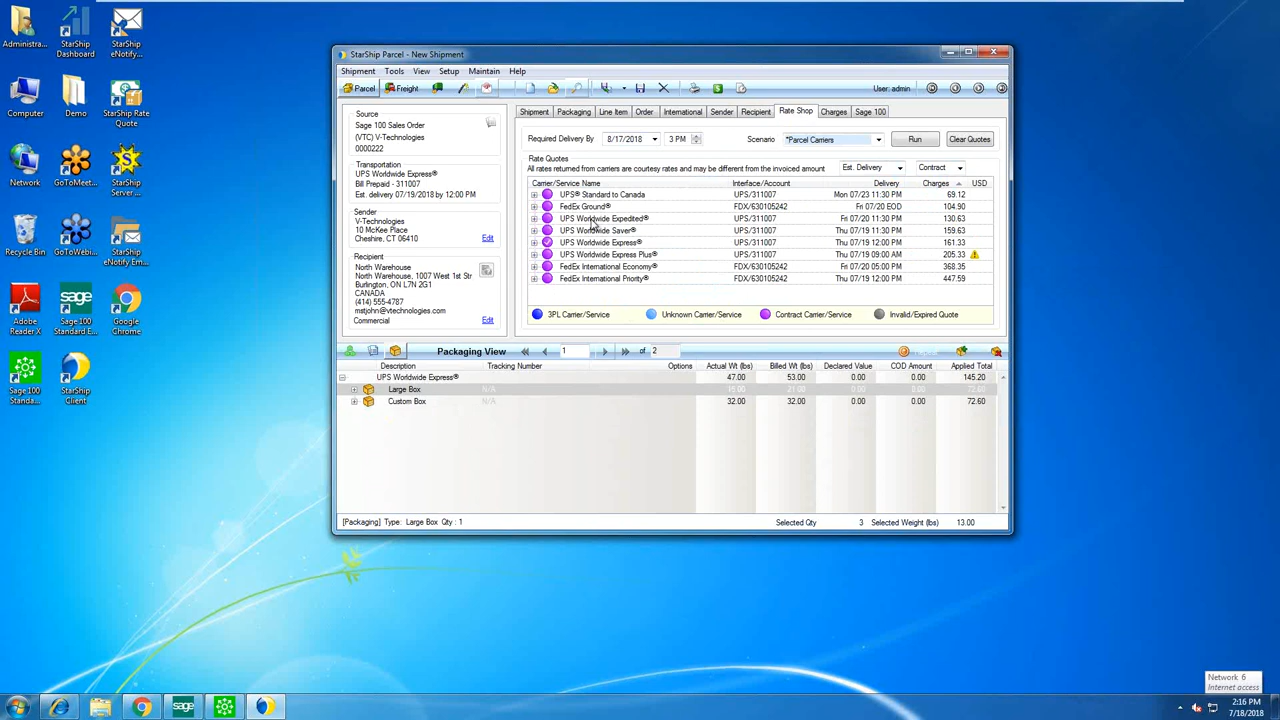 Administra...
StarShip Dashboard
StarShip eNotify...
Computer
Demo
StarShip Rate Quote
Network
GoToMeet...
StarShip Server ...
Recycle Bin
GoToWebi...
StarShip eNotify Em...
Adobe Reader X
Sage 100 Standard E...
Google Chrome
Sage 100 Standa...
StarShip Client
StarShip Parcel - New Shipment
Shipment Tools View Setup Maintain Help
Parcel Freight User: admin
Source
Sage 100 Sales Order
(VTC) V-Technologies
0000222
Transportation
UPS Worldwide Express®
Bill Prepaid - 311007
Est. delivery 07/19/2018 by 12:00 PM
Sender
V-Technologies
10 McKee Place
Cheshire, CT 06410 Edit
Recipient
North Warehouse
North Warehouse, 1007 West 1st Str
Burlington, ON L7N 2G1
CANADA
(414) 555-4787
mstjohn@vtechnologies.com
Commercial Edit
Shipment Packaging Line Item Order International Sender Recipient Rate Shop Charges Sage 100
Required Delivery By 8/17/2018 3 PM Scenario *Parcel Carriers Run Clear Quotes
Rate Quotes
All rates returned from carriers are courtesy rates and may be different from the invoiced amount Est. Delivery Contract
Carrier/Service Name Interface/Account Delivery Charges USD
UPS® Standard to Canada UPS/311007 Mon 07/23 11:30 PM 69.12
FedEx Ground® FDX/630105242 Fri 07/20 EOD 104.90
UPS Worldwide Expedited® UPS/311007 Fri 07/20 11:30 PM 130.63
UPS Worldwide Saver® UPS/311007 Thu 07/19 11:30 PM 159.63
UPS Worldwide Express® UPS/311007 Thu 07/19 12:00 PM 161.33
UPS Worldwide Express Plus® UPS/311007 Thu 07/19 09:00 AM 205.33
FedEx International Economy® FDX/630105242 Fri 07/20 05:00 PM 368.35
FedEx International Priority® FDX/630105242 Thu 07/19 12:00 PM 447.59
3PL Carrier/Service Unknown Carrier/Service Contract Carrier/Service Invalid/Expired Quote
Packaging View 1 of 2 Repeat
Description Tracking Number Options Actual Wt (lbs) Billed Wt (lbs) Declared Value COD Amount Applied Total
UPS Worldwide Express® 47.00 53.00 0.00 0.00 145.20
Large Box N/A 21.00 0.00 0.00 72.60
Custom Box N/A 32.00 32.00 0.00 0.00 72.60
[Packaging] Type: Large Box Qty : 1 Selected Qty 3 Selected Weight (lbs) 13.00
Network 6
Internet access
sage
2:16 PM
7/18/2018